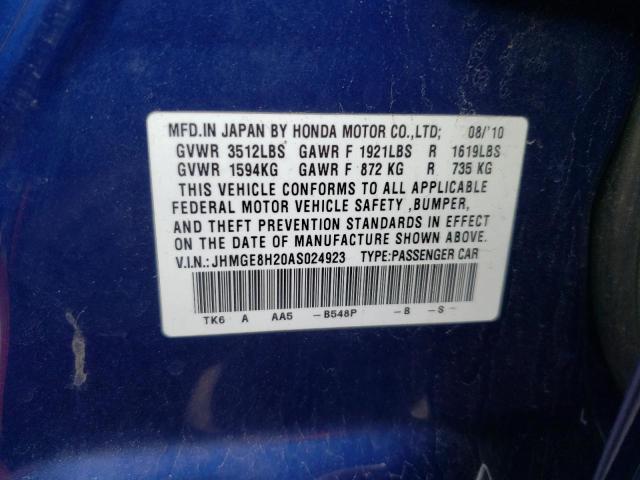 MFD.IN JAPAN BY HONDA MOTOR CO.,LTD; 08/'10
GVWR 3512LBS GAWR F 1921LBS R 1619LBS
GVWR 1594KG GAWR F 872 KG R 735 KG
THIS VEHICLE CONFORMS TO ALL APPLICABLE
FEDERAL MOTOR VEHICLE SAFETY ,BUMPER,
AND THEFT PREVENTION STANDARDS IN EFFECT
ON THE DATE OF MANUFACTURE SHOWN ABOVE.
V.I.N.:JHMGE8H20AS024923 TYPE:PASSENGER CAR
TK6 A AA5 -B548P -B -S-